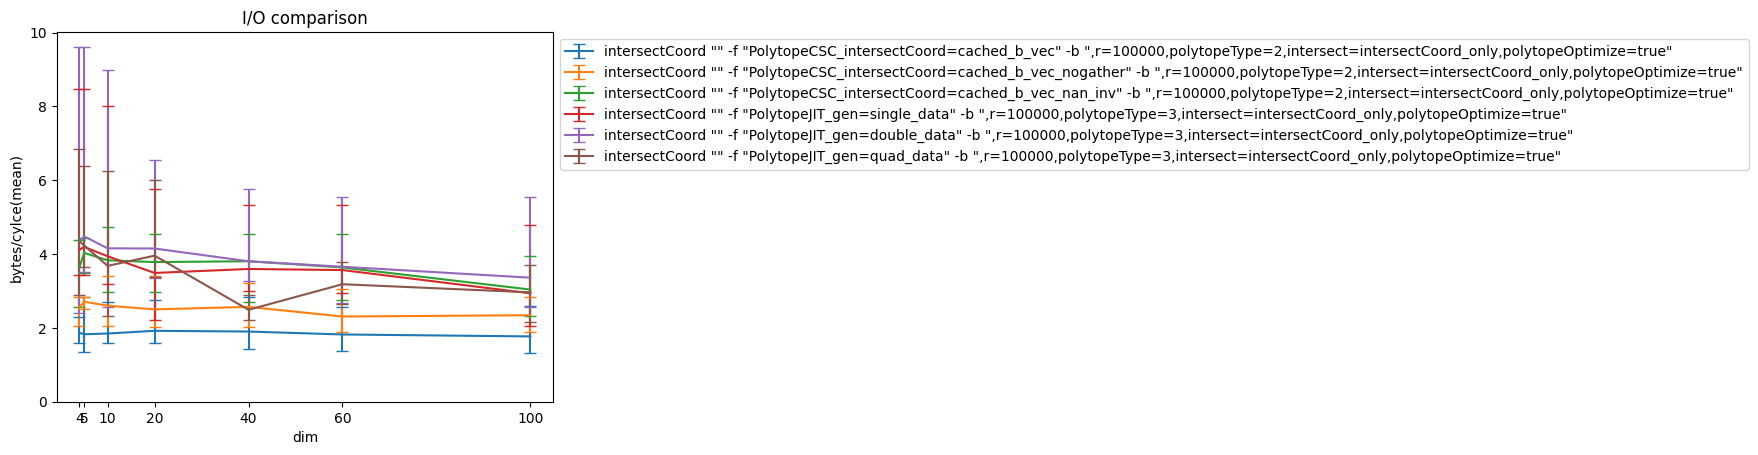 I/O comparison
bytes/cylce(mean)
10
8
6
4
2
0
4 5 10 20 40 60 100
dim
intersectCoord "" -f "PolytopeCSC_intersectCoord=cached_b_vec" -b ",r=100000,polytopeType=2,intersect=intersectCoord_only,polytopeOptimize=true"
intersectCoord "" -f "PolytopeCSC_intersectCoord=cached_b_vec_nogather" -b ",r=100000,polytopeType=2,intersect=intersectCoord_only,polytopeOptimize=true"
intersectCoord "" -f "PolytopeCSC_intersectCoord=cached_b_vec_nan_inv" -b ",r=100000,polytopeType=2,intersect=intersectCoord_only,polytopeOptimize=true"
intersectCoord "" -f "PolytopeJIT_gen=single_data" -b ",r=100000,polytopeType=3,intersect=intersectCoord_only,polytopeOptimize=true"
intersectCoord "" -f "PolytopeJIT_gen=double_data" -b ",r=100000,polytopeType=3,intersect=intersectCoord_only,polytopeOptimize=true"
intersectCoord "" -f "PolytopeJIT_gen=quad_data" -b ",r=100000,polytopeType=3,intersect=intersectCoord_only,polytopeOptimize=true"